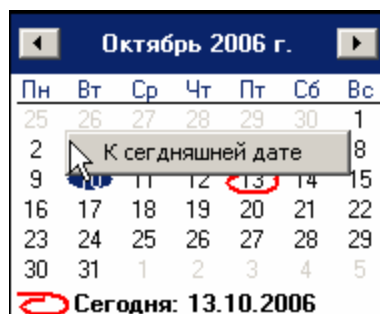 Октябрь 2006 г.
Пн Вт Ср Чт Пт Сб Вс
25 26 27 28 29 30 1
2 К сегдняшней дате 8
9 10 11 12 13 14 15
16 17 18 19 20 21 22
23 24 25 26 27 28 29
30 31 1 2 3 4 5
Сегодня: 13.10.2006